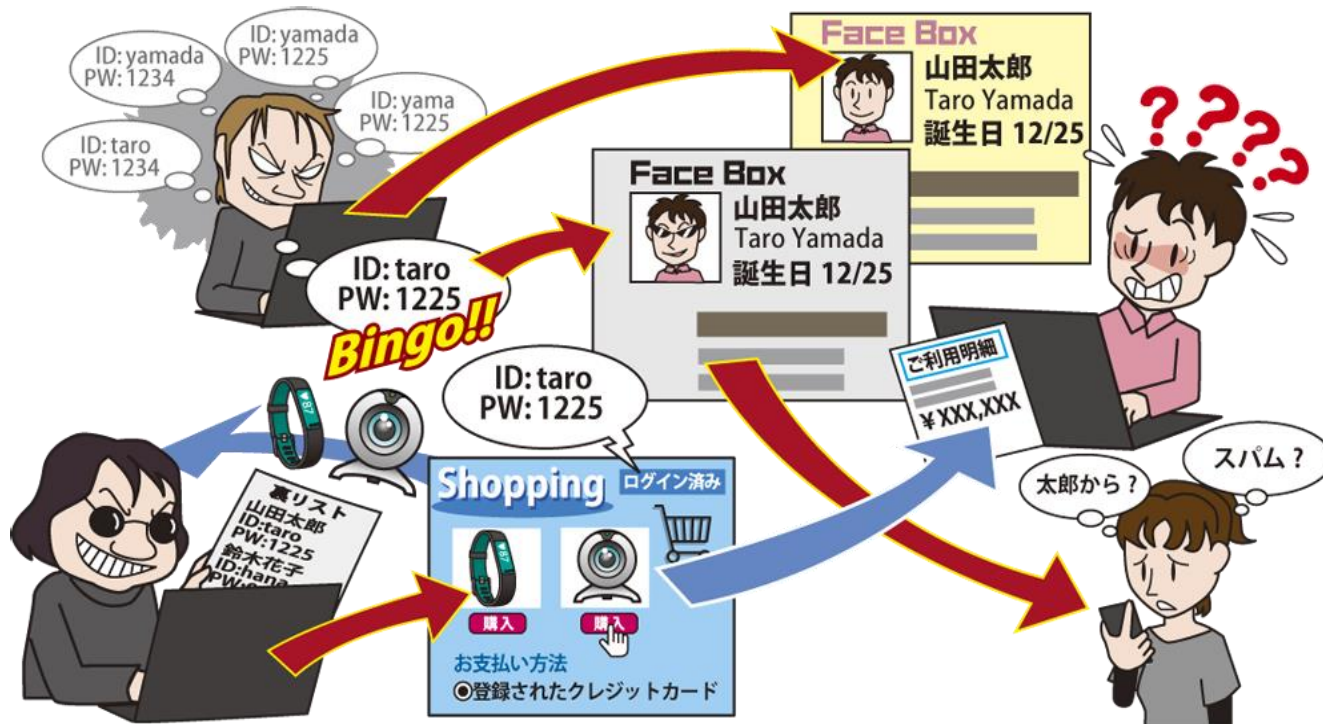 ID: yamada
PW: 1234
ID: yamada
PW: 1225
ID: yama
PW: 1225
ID: taro
PW: 1234
ID: taro
PW: 1225
Bingo!!
Face Box
山田太郎
Taro Yamada
誕生日 12/25
Face Box
山田太郎
Taro Yamada
誕生日 12/25
????
ご利用明細
¥XXX,XXX
ID: taro
PW: 1225
裏リスト
山田太郎
ID:taro
PW:1225
鈴木花子
ID:hana
PW:
87
Shopping
ログイン済み
87
購入
購入
お支払い方法
登録されたクレジットカード
太郎から?
スパム?